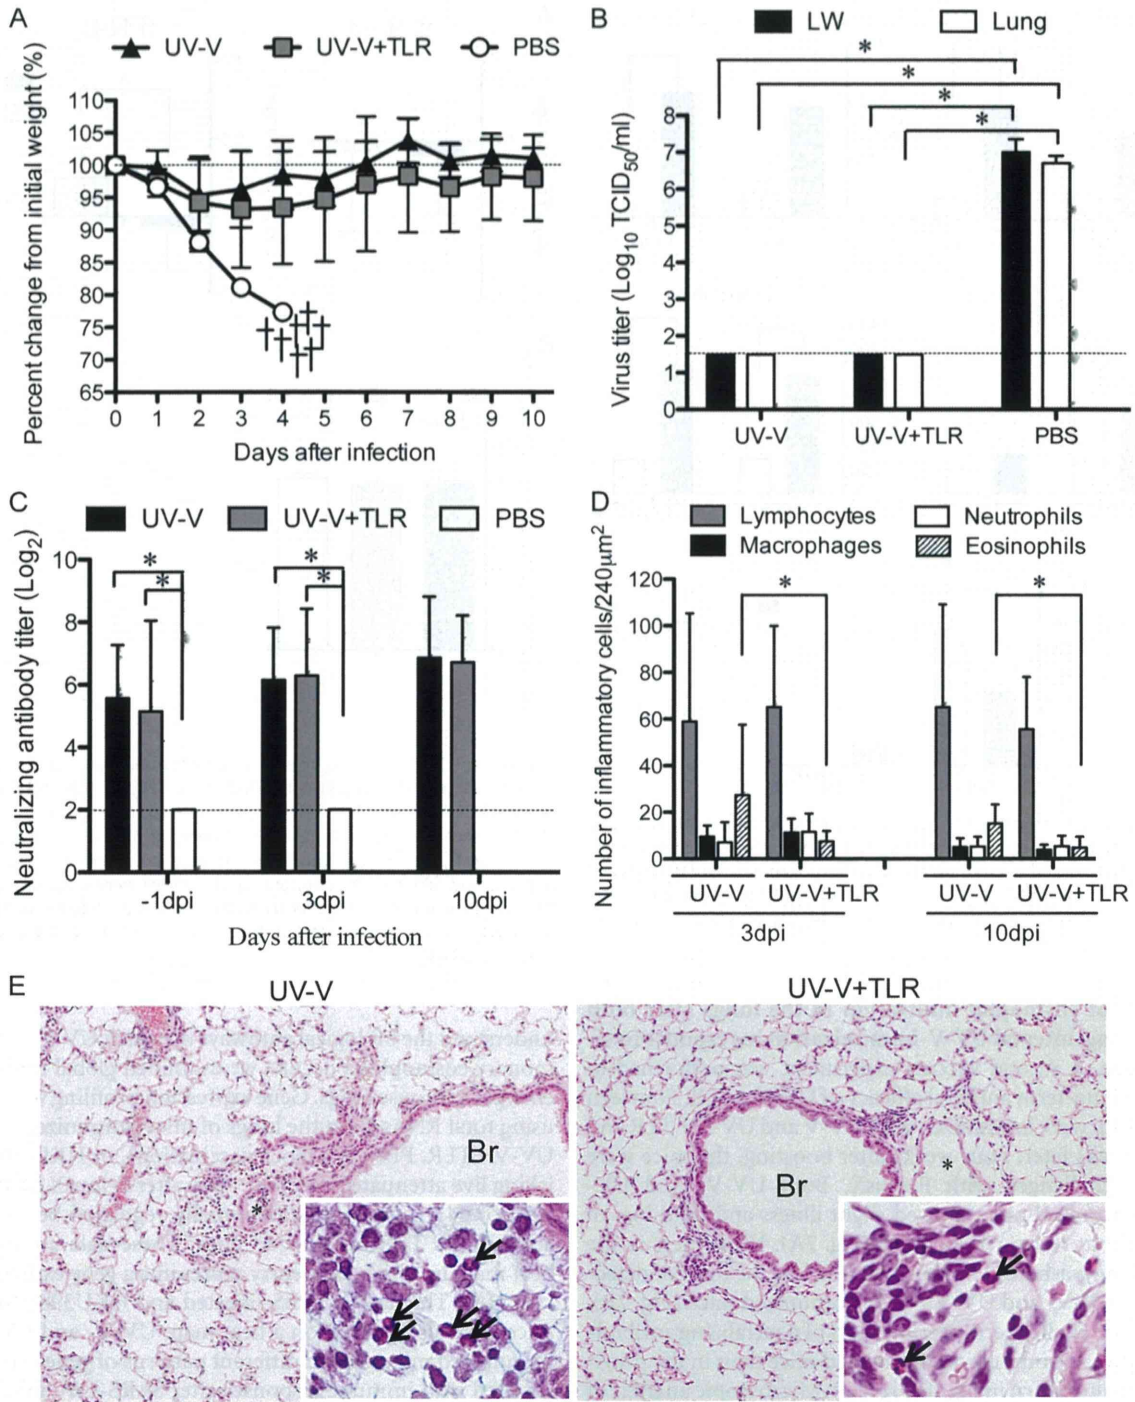 A
UV-V UV-V+TLR PBS
Percent change from initial weight (%)
110
105
100
95
90
85
80
75
70
65
0 1 2 3 4 5 6 7 8 9 10
Days after infection
B
LW Lung
Virus titer (Log10 TCID50/ml)
* * * *
8
7
6
5
4
3
2
1
0
UV-V UV-V+TLR PBS
C
UV-V UV-V+TLR PBS
Neutralizing antibody titer (Log2)
* * * *
10
8
6
4
2
0
-1dpi 3dpi 10dpi
Days after infection
D
Lymphocytes Neutrophils
Macrophages Eosinophils
Number of inflammatory cells/240µm2
* *
120
100
80
60
40
20
0
UV-V UV-V+TLR UV-V UV-V+TLR
3dpi 10dpi
E
UV-V UV-V+TLR
Br
*
Br
*